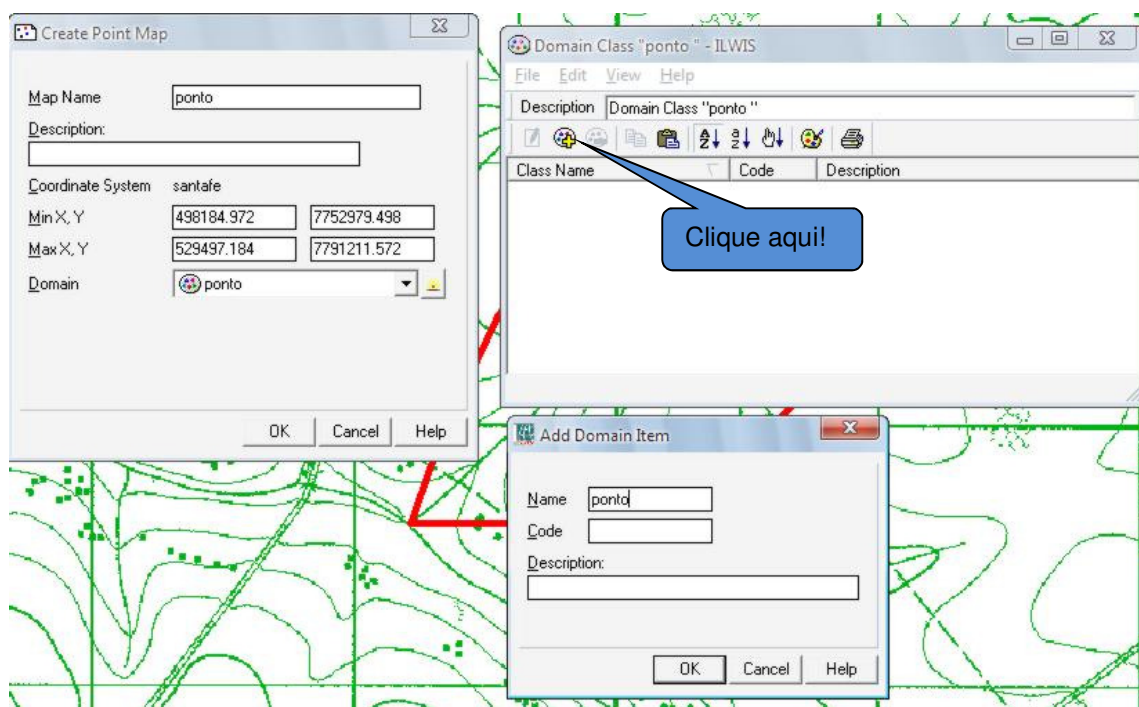 Create Point Map
Map Name ponto
Description:
Coordinate System santafe
Min X, Y 498184.972 7752979.498
Max X, Y 529497.184 7791211.572
Domain ponto
OK Cancel Help
Domain Class "ponto " - ILWIS
File Edit View Help
Description Domain Class "ponto "
Class Name Code Description
Clique aqui!
Add Domain Item
Name ponto
Code
Description:
OK Cancel Help